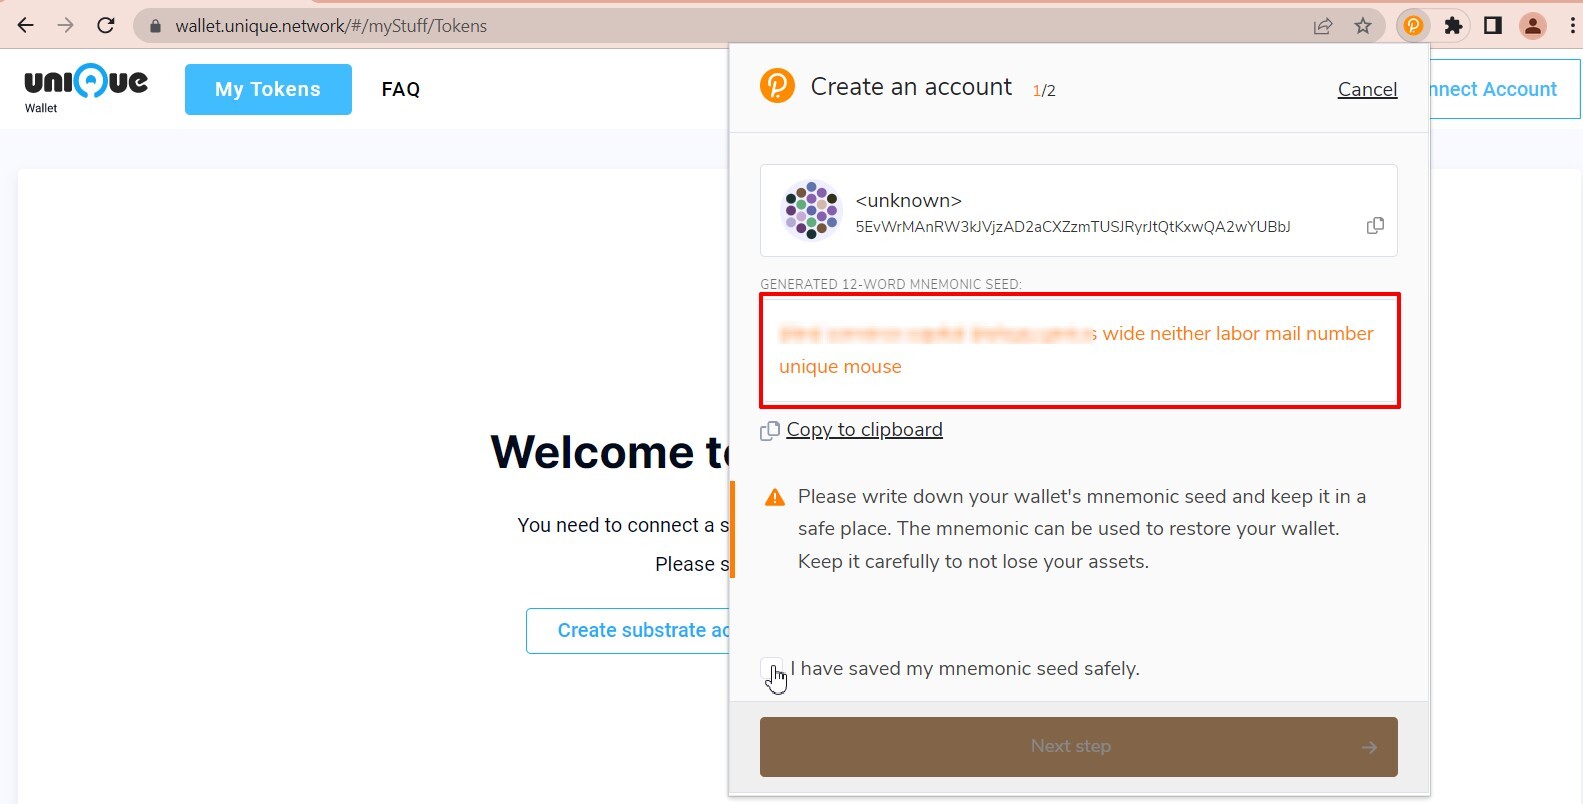 wallet.unique.network/#/myStuff/Tokens
unique
Wallet
My Tokens
FAQ
nnect Account
Create an account 1/2
Cancel
<unknown>
5EvWrMAnRW3kJVjzAD2aCXZzmTUSJRyrJtQtKxwQA2wYUBbJ
GENERATED 12-WORD MNEMONIC SEED:
wide neither labor mail number
unique mouse
Copy to clipboard
Welcome to
You need to connect a s
Please s
Create substrate ac
Please write down your wallet's mnemonic seed and keep it in a
safe place. The mnemonic can be used to restore your wallet.
Keep it carefully to not lose your assets.
I have saved my mnemonic seed safely.
Next step